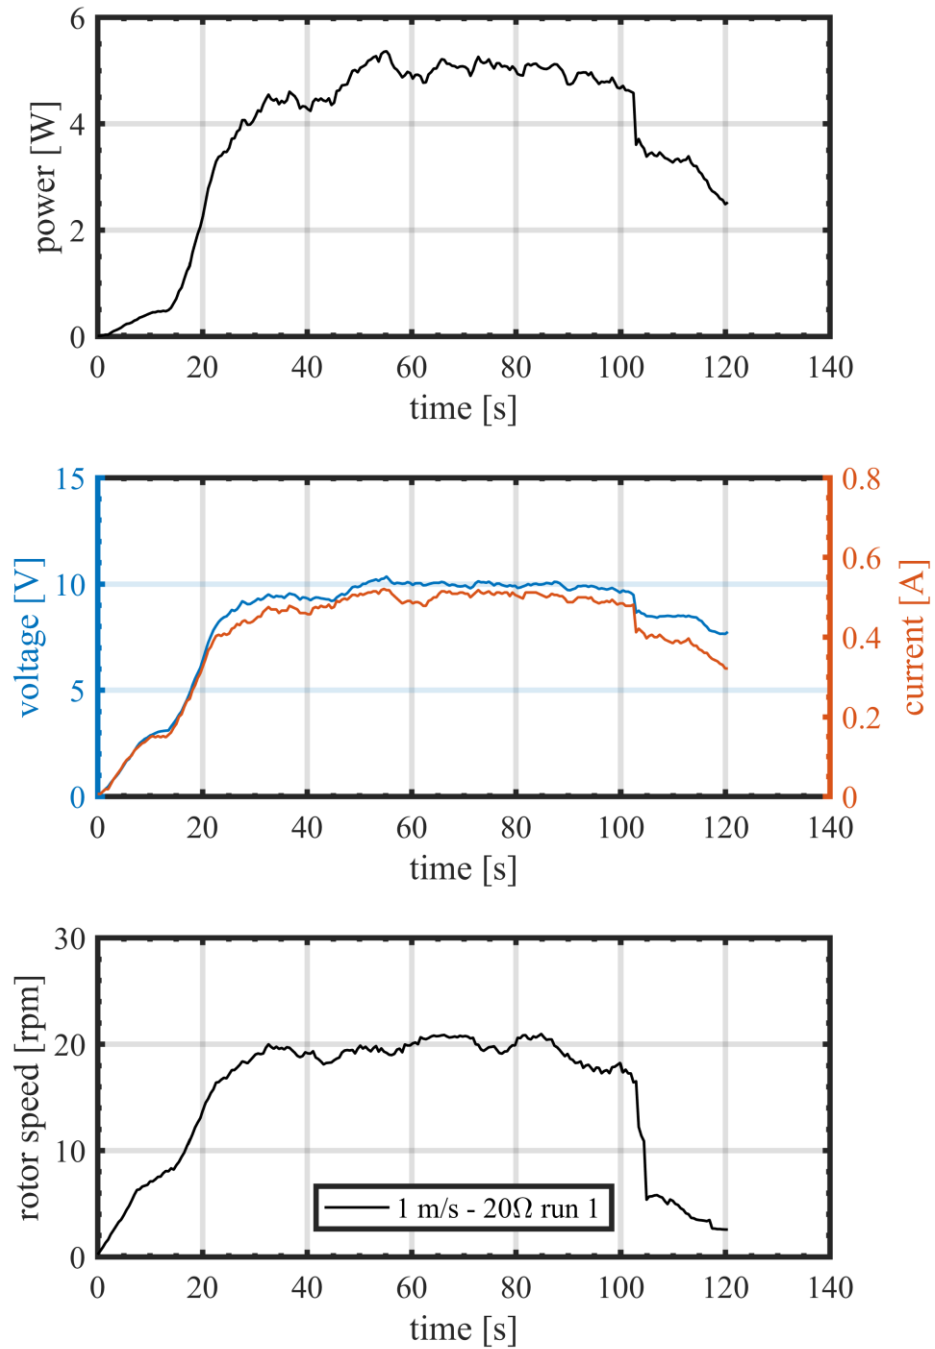 6
4
2
0
power [W]
0 20 40 60 80 100 120 140
time [s]
15
10
5
0
voltage [V]
0.8
0.6
0.4
0.2
0
current [A]
0 20 40 60 80 100 120 140
time [s]
30
20
10
0
rotor speed [rpm]
1 m/s - 20Ω run 1
0 20 40 60 80 100 120 140
time [s]